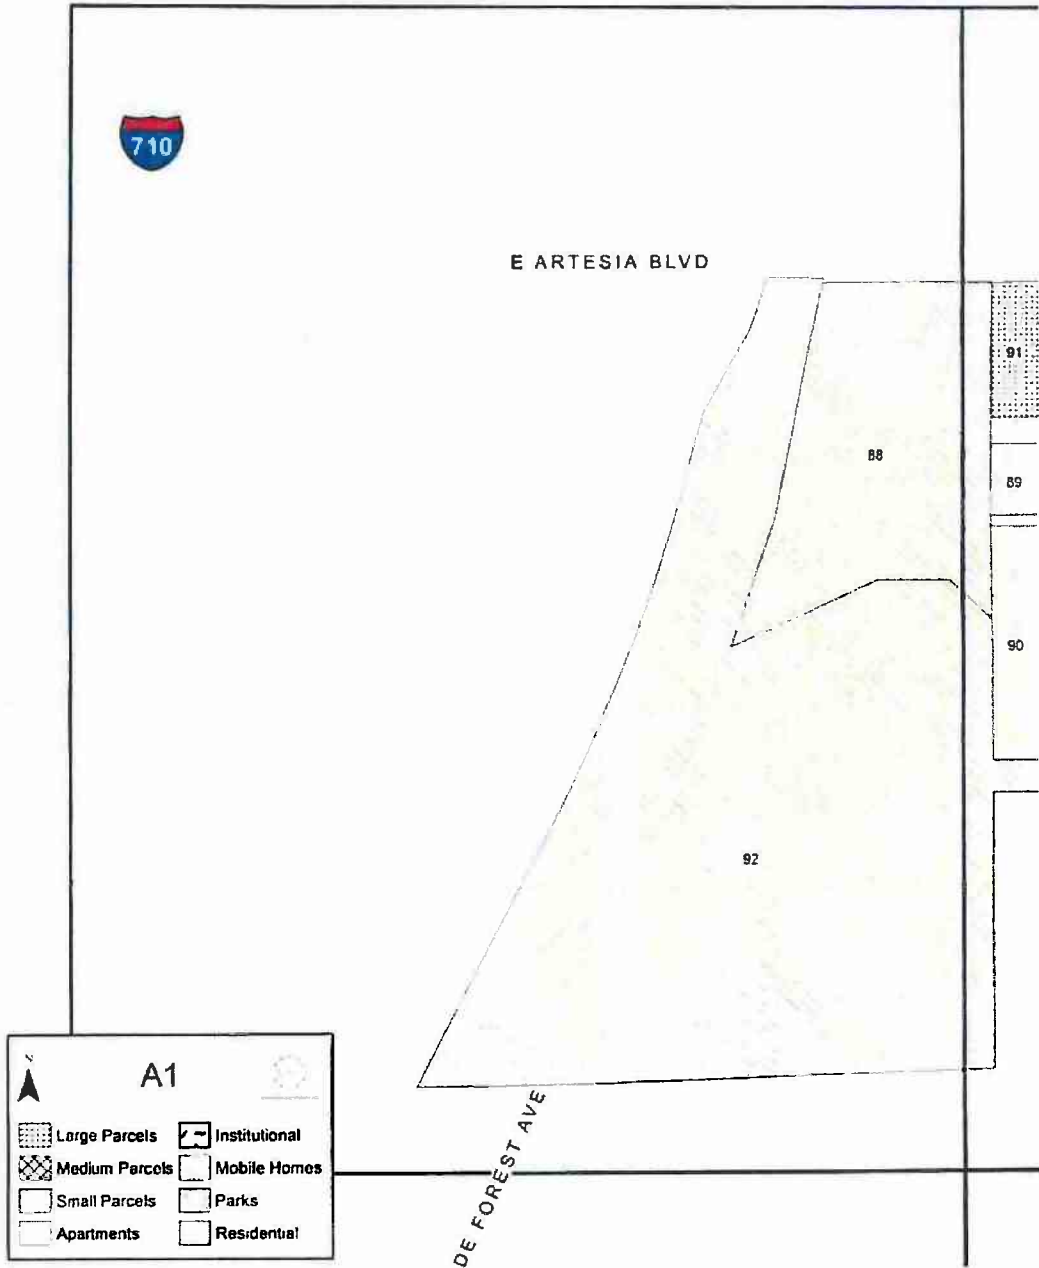 710
E ARTESIA BLVD
91
88
89
90
92
DE FOREST AVE
N
A1
Large Parcels
Institutional
Medium Parcels
Mobile Homes
Small Parcels
Parks
Apartments
Residential